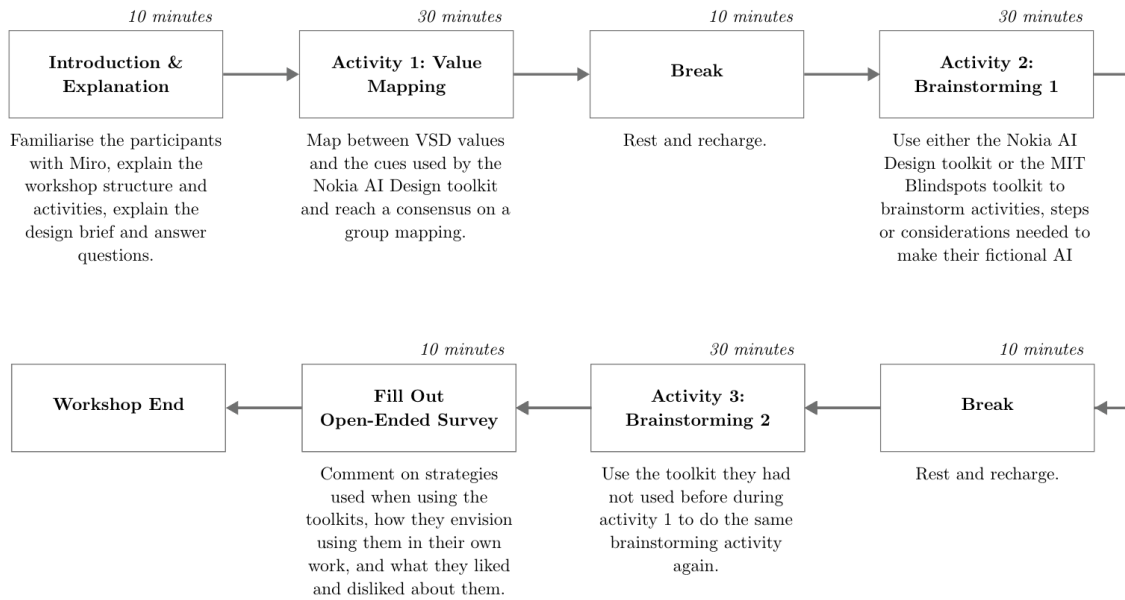 10 minutes
Introduction &
Explanation
Familiarise the participants
with Miro, explain the
workshop structure and
activities, explain the
design brief and answer
questions.
30 minutes
Activity 1: Value
Mapping
Map between VSD values
and the cues used by the
Nokia AI Design toolkit
and reach a consensus on a
group mapping.
10 minutes
Break
Rest and recharge.
30 minutes
Activity 2:
Brainstorming 1
Use either the Nokia AI
Design toolkit or the MIT
Blindspots toolkit to
brainstorm activities, steps
or considerations needed to
make their fictional AI
10 minutes
Break
Rest and recharge.
30 minutes
Activity 3:
Brainstorming 2
Use the toolkit they had
not used before during
activity 1 to do the same
brainstorming activity
again.
10 minutes
Fill Out
Open-Ended Survey
Comment on strategies
used when using the
toolkits, how they envision
using them in their own
work, and what they liked
and disliked about them.
Workshop End